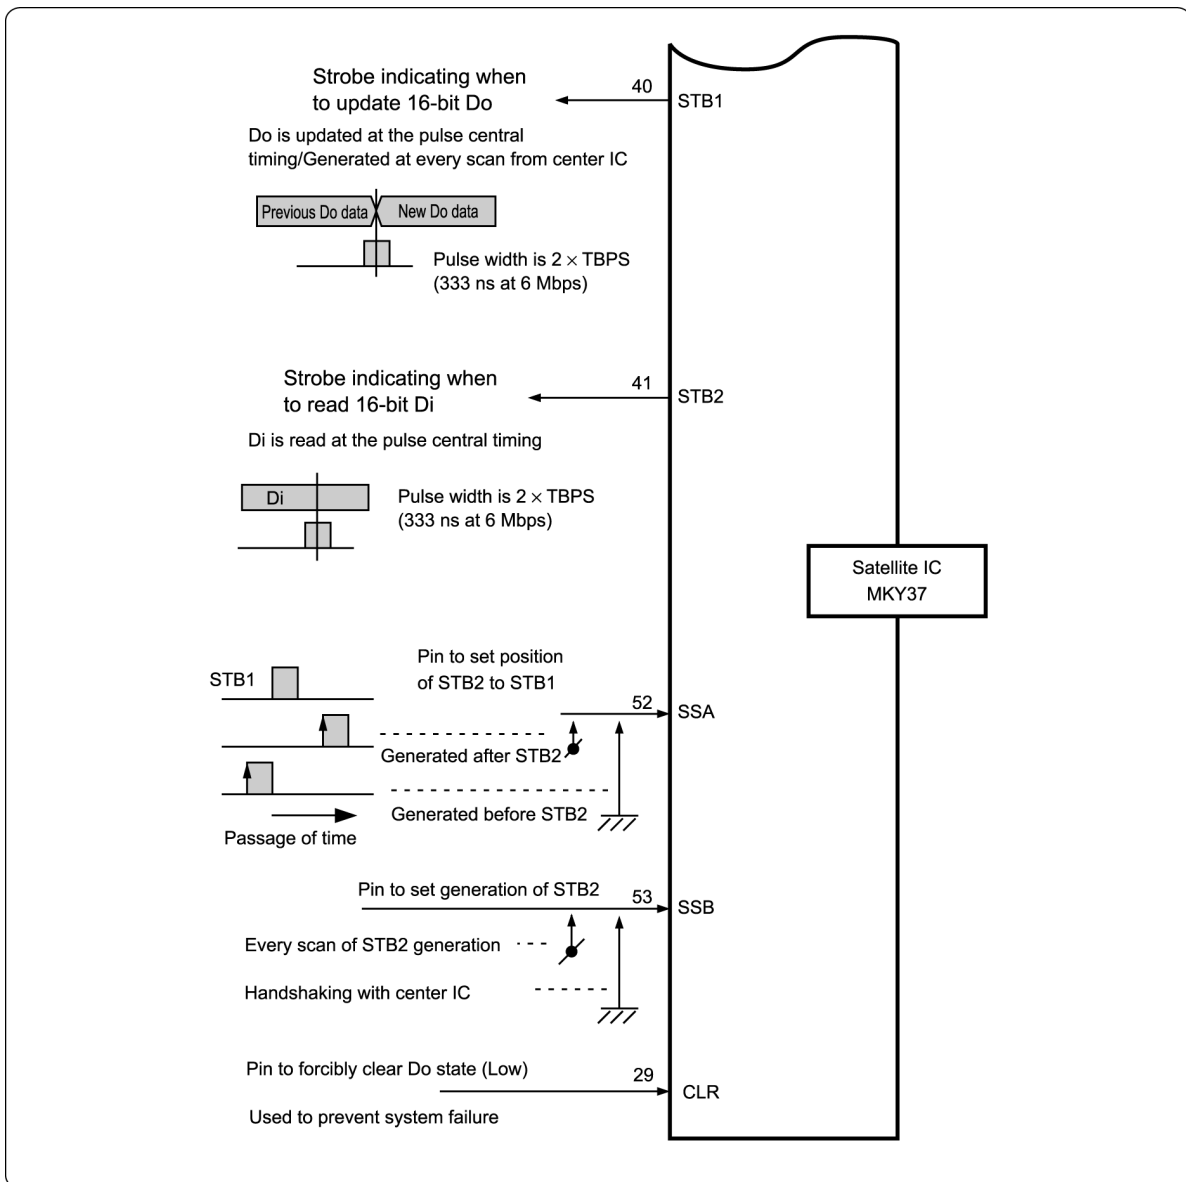 Strobe indicating when
to update 16-bit Do
40
STB1
Do is updated at the pulse central
timing/Generated at every scan from center IC
Previous Do data
New Do data
Pulse width is 2 × TBPS
(333 ns at 6 Mbps)
Strobe indicating when
to read 16-bit Di
41
STB2
Di is read at the pulse central timing
Di
Pulse width is 2 × TBPS
(333 ns at 6 Mbps)
Satellite IC
MKY37
Pin to set position
of STB2 to STB1
STB1
52
SSA
Generated after STB2
Generated before STB2
Passage of time
Pin to set generation of STB2
53
SSB
Every scan of STB2 generation
Handshaking with center IC
Pin to forcibly clear Do state (Low)
29
CLR
Used to prevent system failure